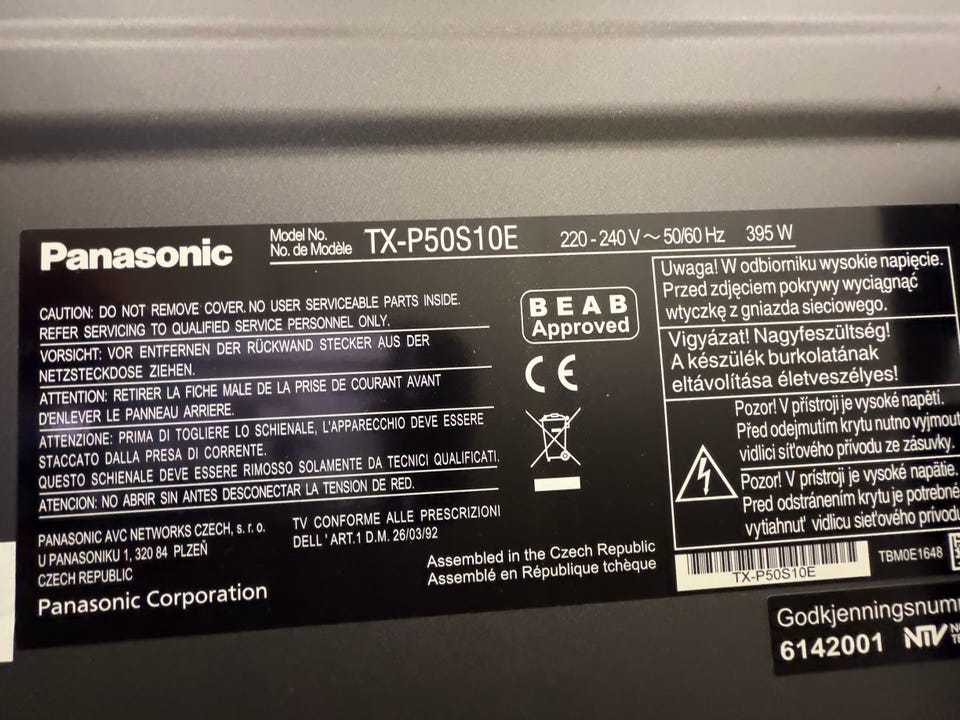 Panasonic
Model No.
No. de Modèle
TX-P50S10E
220 - 240 V ~ 50/60 Hz 395 W
CAUTION: DO NOT REMOVE COVER. NO USER SERVICEABLE PARTS INSIDE.
REFER SERVICING TO QUALIFIED SERVICE PERSONNEL ONLY.
VORSICHT: VOR ENTFERNEN DER RÜCKWAND STECKER AUS DER
NETZSTECKDOSE ZIEHEN.
ATTENTION: RETIRER LA FICHE MALE DE LA PRISE DE COURANT AVANT
D'ENLEVER LE PANNEAU ARRIERE.
ATTENZIONE: PRIMA DI TOGLIERE LO SCHIENALE, L'APPARECCHIO DEVE ESSERE
STACCATO DALLA PRESA DI CORRENTE.
QUESTO SCHIENALE DEVE ESSERE RIMOSSO SOLAMENTE DA TECNICI QUALIFICATI.
ATENCION: NO ABRIR SIN ANTES DESCONECTAR LA TENSION DE RED.
PANASONIC AVC NETWORKS CZECH, s. r. o.
U PANASONIKU 1, 320 84 PLZEŇ
CZECH REPUBLIC
Panasonic Corporation
TV CONFORME ALLE PRESCRIZIONI
DELL' ART.1 D.M. 26/03/92
Assembled in the Czech Republic
Assemblé en République tchèque
BEAB
Approved
CE
Uwaga! W odbiorniku wysokie napięcie.
Przed zdjęciem pokrywy wyciągnąć
wtyczkę z gniazda sieciowego.
Vigyázat! Nagyfeszültség!
A készülék burkolatának
eltávolítása életveszélyes!
Pozor! V přístroji je vysoké napětí.
Před odejmutím krytu nutno vyjmout
vidlici síťového přívodu ze zásuvky.
Pozor! V prístroji je vysoké napätie.
Pred odstránením krytu je potrebné
vytiahnuť vidlicu sieťového prívodu
TX-P50S10E
TBM0E1648
Godkjenningsnum
6142001